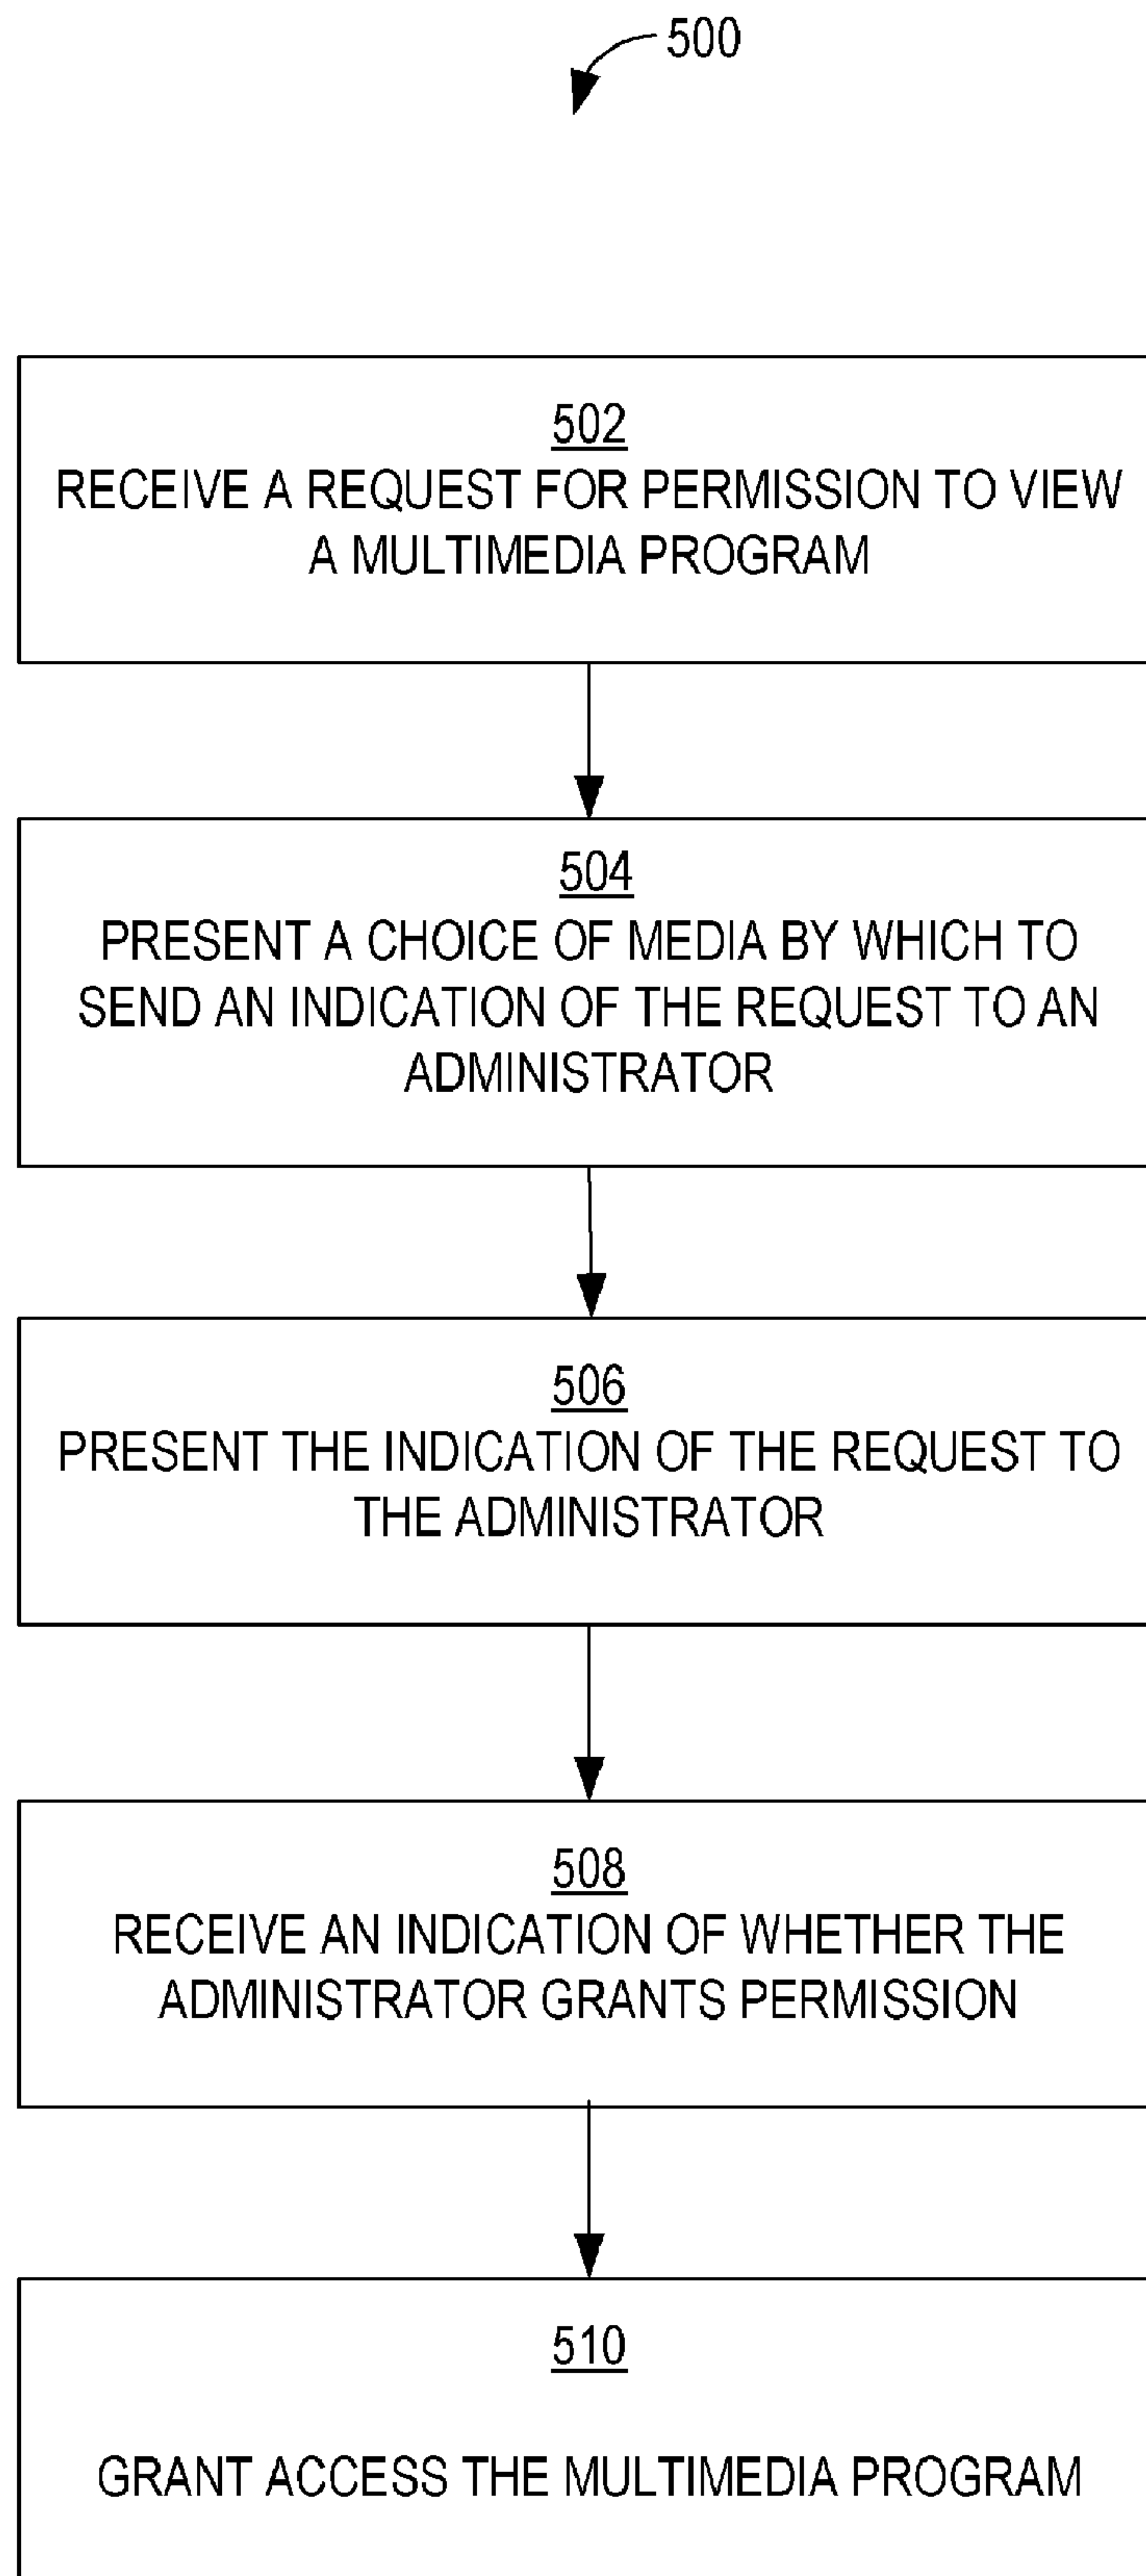 500
502
RECEIVE A REQUEST FOR PERMISSION TO VIEW
A MULTIMEDIA PROGRAM
504
PRESENT A CHOICE OF MEDIA BY WHICH TO
SEND AN INDICATION OF THE REQUEST TO AN
ADMINISTRATOR
506
PRESENT THE INDICATION OF THE REQUEST TO
THE ADMINISTRATOR
508
RECEIVE AN INDICATION OF WHETHER THE
ADMINISTRATOR GRANTS PERMISSION
510
GRANT ACCESS THE MULTIMEDIA PROGRAM